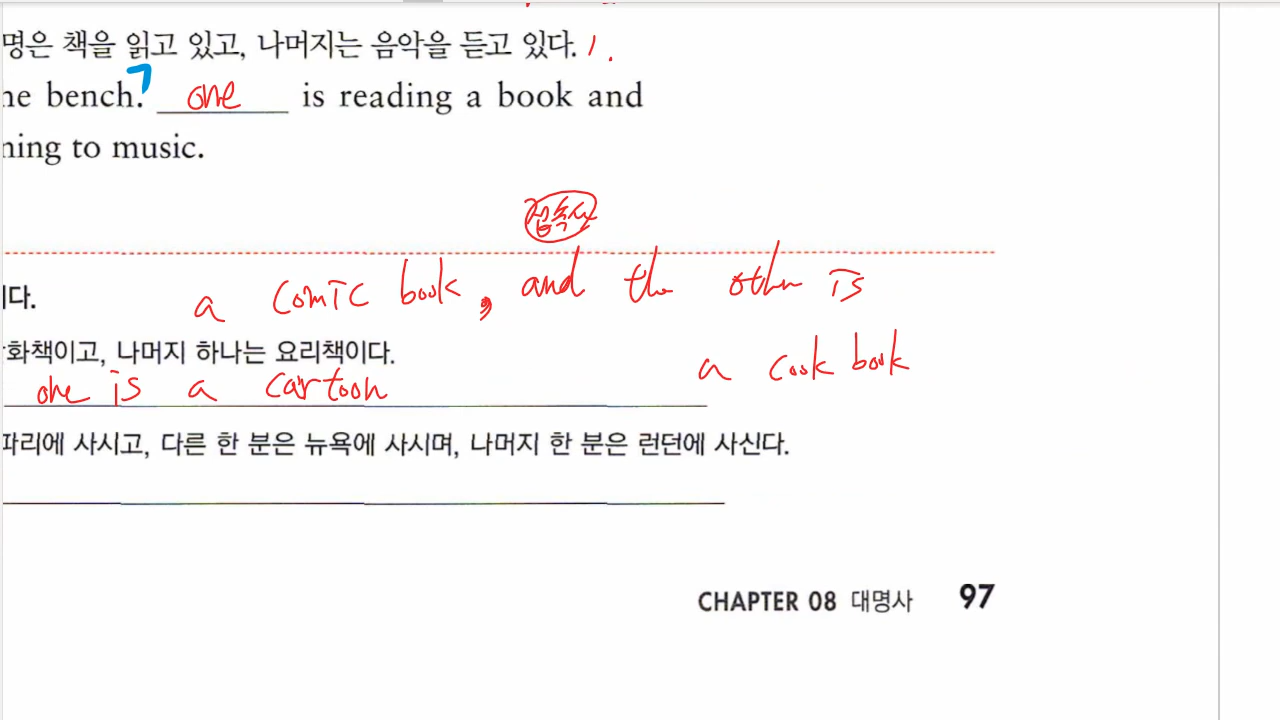 명은 책을 읽고 있고, 나머지는 음악을 듣고 있다. 1.
he bench. one is reading a book and
ning to music.
접속사
a comic book, and the other is
다.
화책이고, 나머지 하나는 요리책이다.
a cook book
one is a cartoon
파리에 사시고, 다른 한 분은 뉴욕에 사시며, 나머지 한 분은 런던에 사신다.
CHAPTER 08 대명사 97